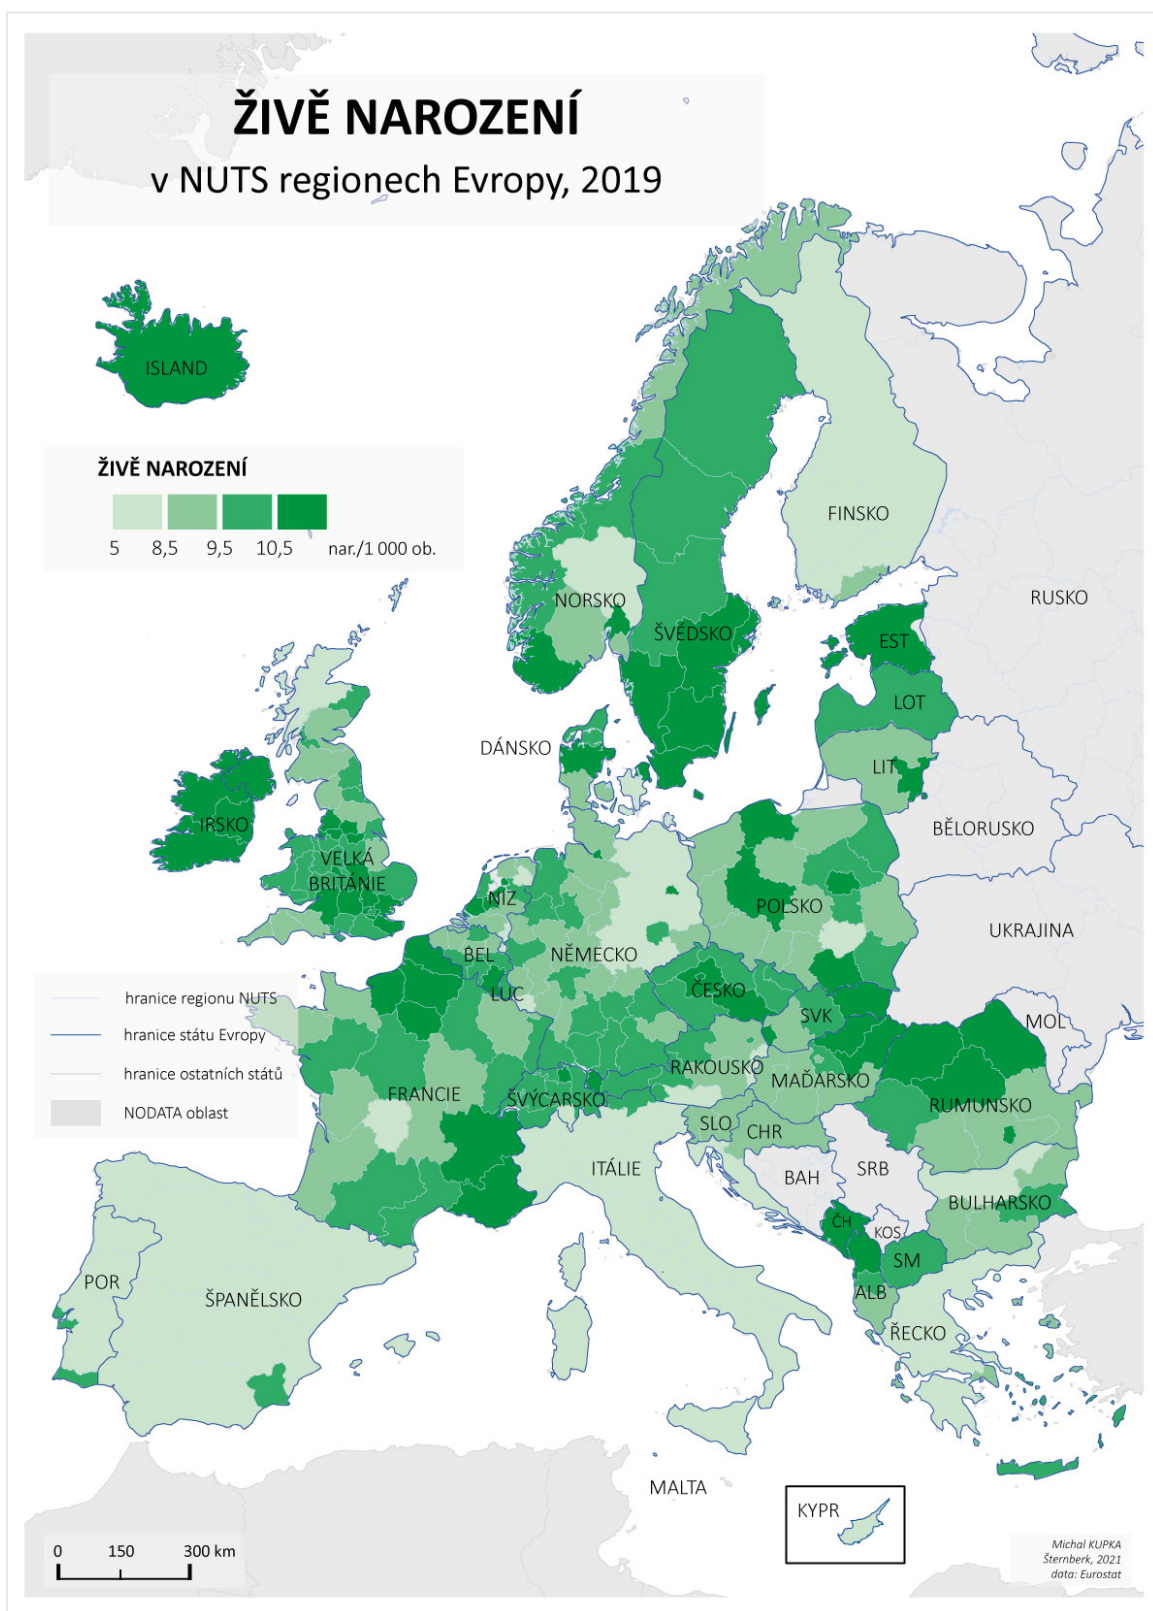 ŽIVĚ NAROZENÍ
v NUTS regionech Evropy, 2019
ISLAND
ŽIVĚ NAROZENÍ
5 8,5 9,5 10,5 nar./1 000 ob.
FINSKO
NORSKO
RUSKO
ŠVÉDSKO
EST
LOT
DÁNSKO
LIT
IRSKO
BĚLORUSKO
VELKÁ
BRITÁNIE
NIZ
POLSKO
UKRAJINA
BEL
NĚMECKO
LUC
ČESKO
SVK
MOL
hranice regionu NUTS
hranice státu Evropy
hranice ostatních států
NODATA oblast
RAKOUSKO
MAĎARSKO
FRANCIE
ŠVÝCARSKO
RUMUNSKO
SLO
CHR
ITÁLIE
BAH
SRB
BULHARSKO
ČH
KOS
SM
POR
ŠPANĚLSKO
ALB
ŘECKO
MALTA
KYPR
0 150 300 km
Michal KUPKA
Šternberk, 2021
data: Eurostat